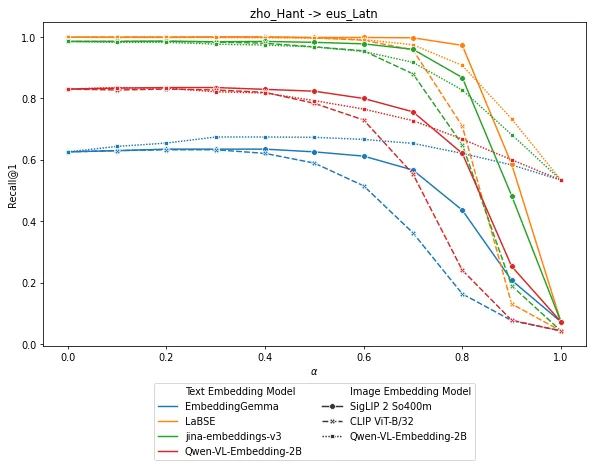 zho_Hant -> eus_Latn
1.0
0.8
0.6
0.4
0.2
0.0
Recall@1
0.0 0.2 0.4 0.6 0.8 1.0
α
Text Embedding Model
EmbeddingGemma
LaBSE
jina-embeddings-v3
Qwen-VL-Embedding-2B
Image Embedding Model
SigLIP 2 So400m
CLIP ViT-B/32
Qwen-VL-Embedding-2B